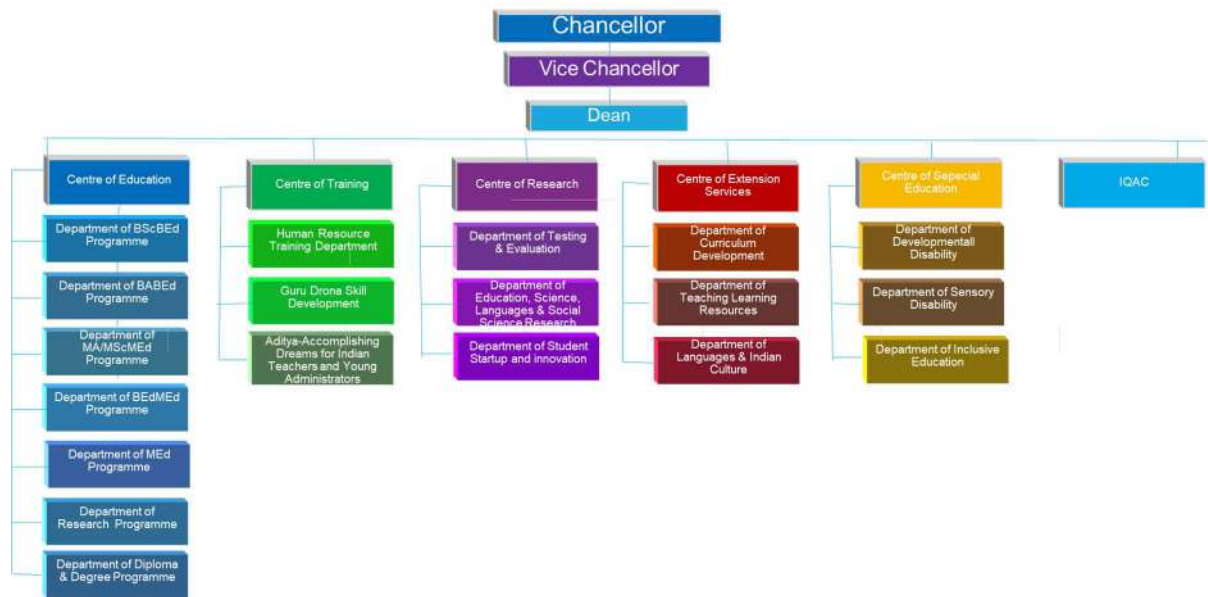 Chancellor
Vice Chancellor
Dean
Centre of Education
Department of BScBEd
Programme
Department of BABEd
Programme
Department of
MA/MScMEd
Programme
Department of BEdMEd
Programme
Department of MEd
Programme
Department of
Research Programme
Department of Diploma
& Degree Programme
Centre of Training
Human Resource
Training Department
Guru Drona Skill
Development
Aditya-Accomplishing
Dreams for Indian
Teachers and Young
Administrators
Centre of Research
Department of Testing
& Evaluation
Department of
Education, Science,
Languages & Social
Science Research
Department of Student
Startup and innovation
Centre of Extension
Services
Department of
Curriculum
Development
Department of
Teaching Learning
Resources
Department of
Languages & Indian
Culture
Centre of Sepecial
Education
Department of
Developmentall
Disability
Department of Sensory
Disability
Department of Inclusive
Education
IQAC